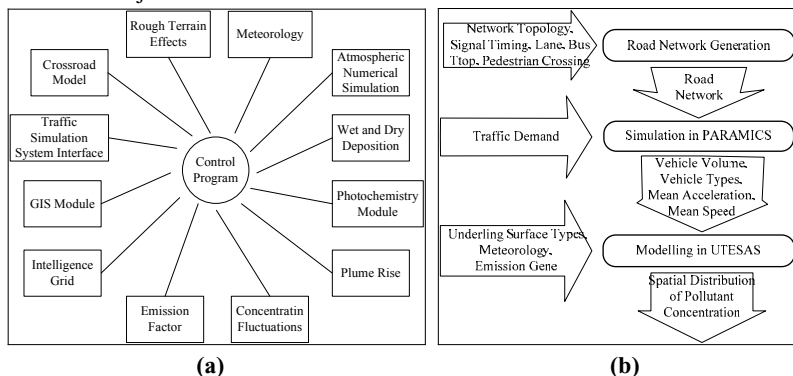 Rough Terrain
Effects
Meteorology
Crossroad
Model
Atmospheric
Numerical
Simulation
Traffic
Simulation
System Interface
Wet and Dry
Deposition
Control
Program
GIS Module
Photochemistry
Module
Intelligence
Grid
Plume Rise
Emission
Factor
Concentratin
Fluctuations
(a)
Network Topology,
Signal Timing, Lane, Bus
Ttop, Pedestrian Crossing
Road Network Generation
Road
Network
Traffic Demand
Simulation in PARAMICS
Vehicle Volume,
Vehicle Types,
Mean Acceleration,
Mean Speed
Underling Surface Types,
Meteorology,
Emission Gene
Modelling in UTESAS
Spatial Distribution
of Pollutant
Concentration
(b)